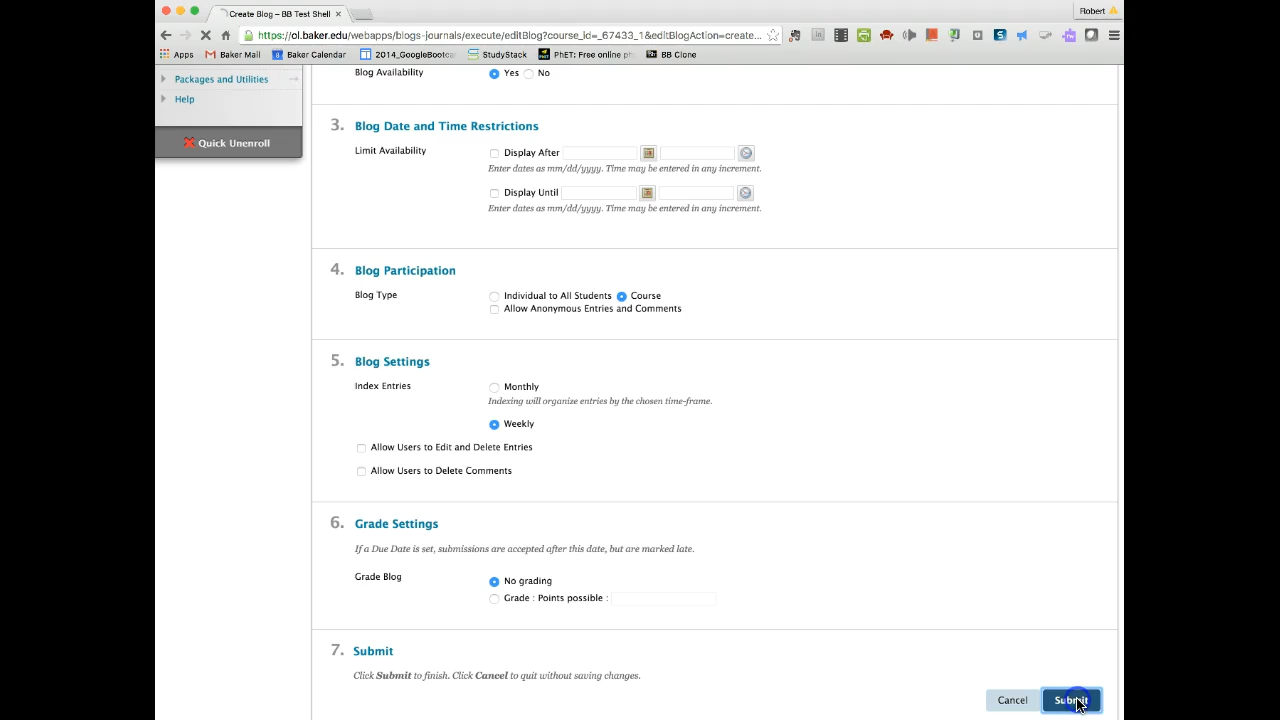 Create Blog – BB Test Shell
Robert
https://ol.baker.edu/webapps/blogs-journals/execute/editBlog?course_id=_67433_1&editBlogAction=create...
Apps Baker Mail Baker Calendar 2014_GoogleBootca StudyStack PhET: Free online ph BB Clone
Packages and Utilities
Help
Quick Unenroll
Blog Availability Yes No
3. Blog Date and Time Restrictions
Limit Availability Display After
Enter dates as mm/dd/yyyy. Time may be entered in any increment.
Display Until
Enter dates as mm/dd/yyyy. Time may be entered in any increment.
4. Blog Participation
Blog Type Individual to All Students Course
Allow Anonymous Entries and Comments
5. Blog Settings
Index Entries Monthly
Indexing will organize entries by the chosen time-frame.
Weekly
Allow Users to Edit and Delete Entries
Allow Users to Delete Comments
6. Grade Settings
If a Due Date is set, submissions are accepted after this date, but are marked late.
Grade Blog No grading
Grade : Points possible :
7. Submit
Click Submit to finish. Click Cancel to quit without saving changes.
Cancel Submit